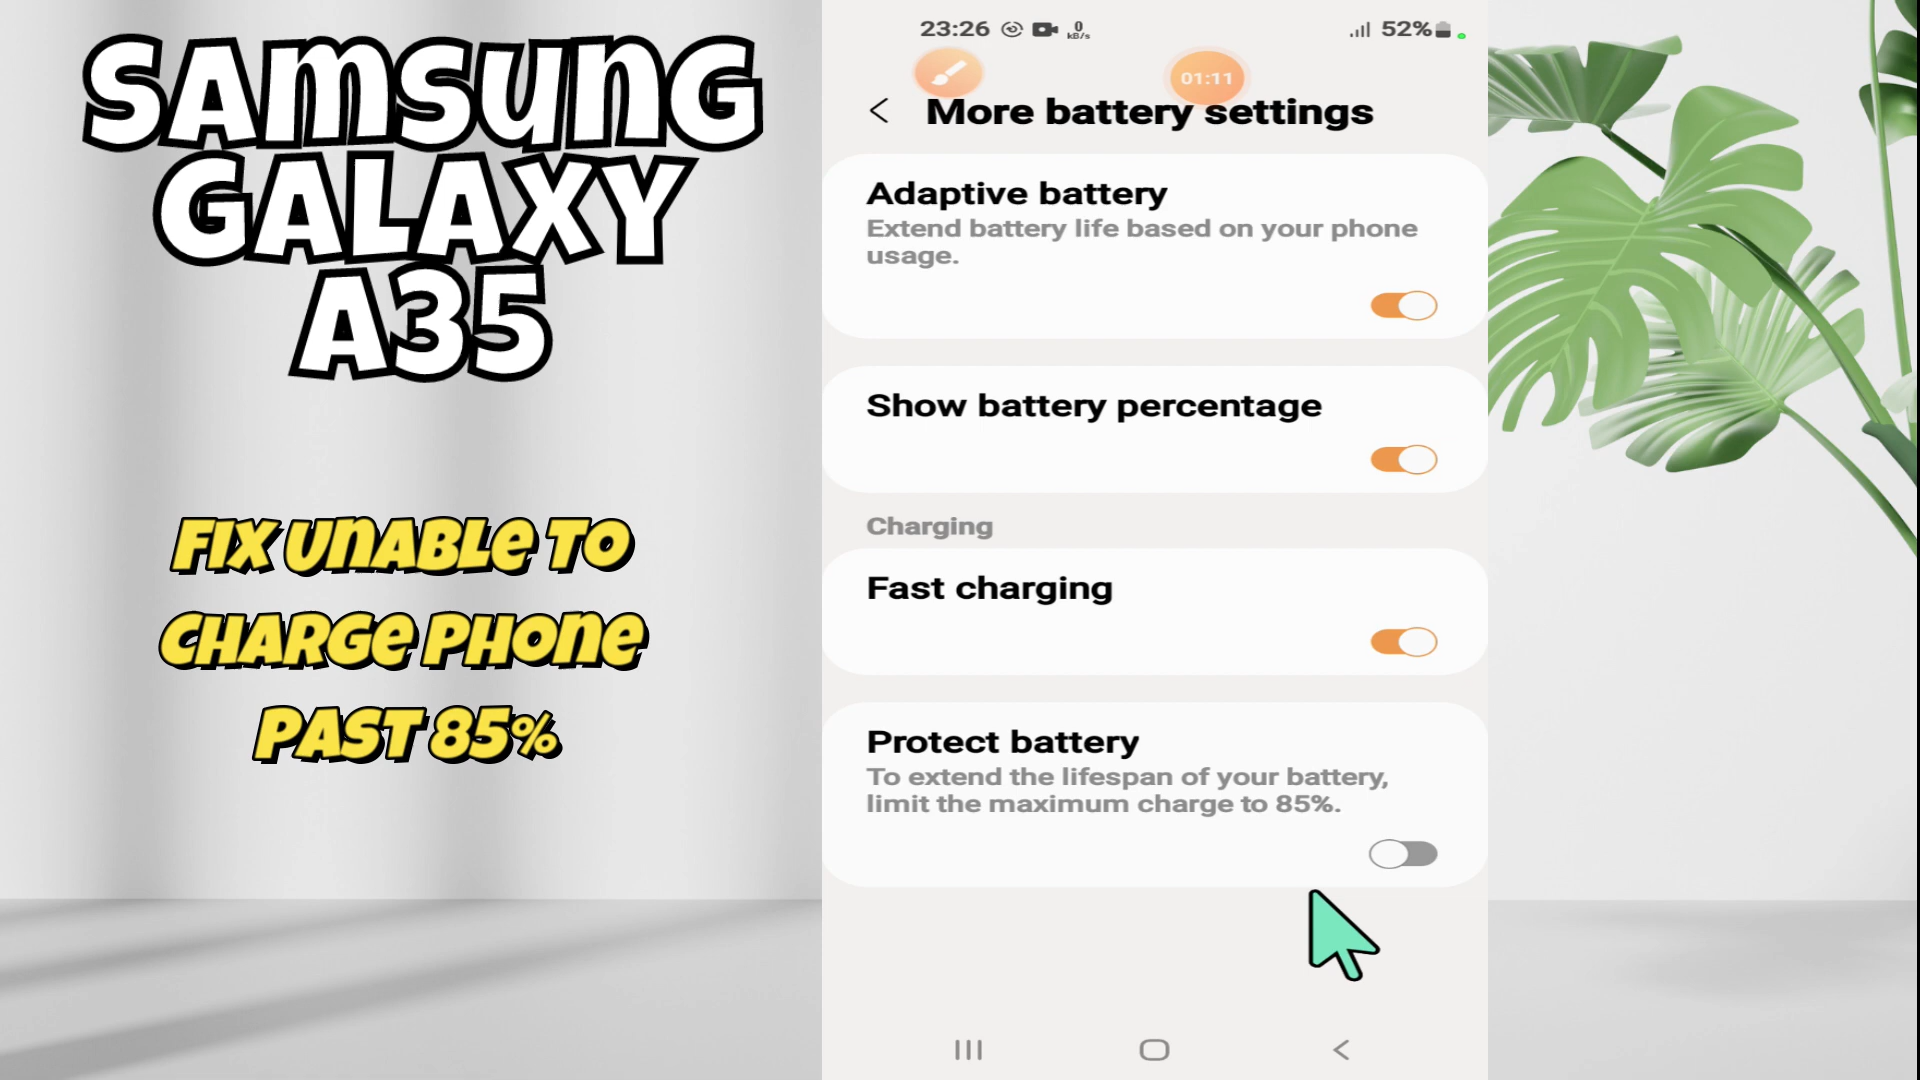 SAMSUNG
GALAXY
A35
FIX UNABLE TO
CHARGE PHONE
PAST 85%
23:26 0 kB/s 52%
01:11
More battery settings
Adaptive battery
Extend battery life based on your phone
usage.
Show battery percentage
Charging
Fast charging
Protect battery
To extend the lifespan of your battery,
limit the maximum charge to 85%.